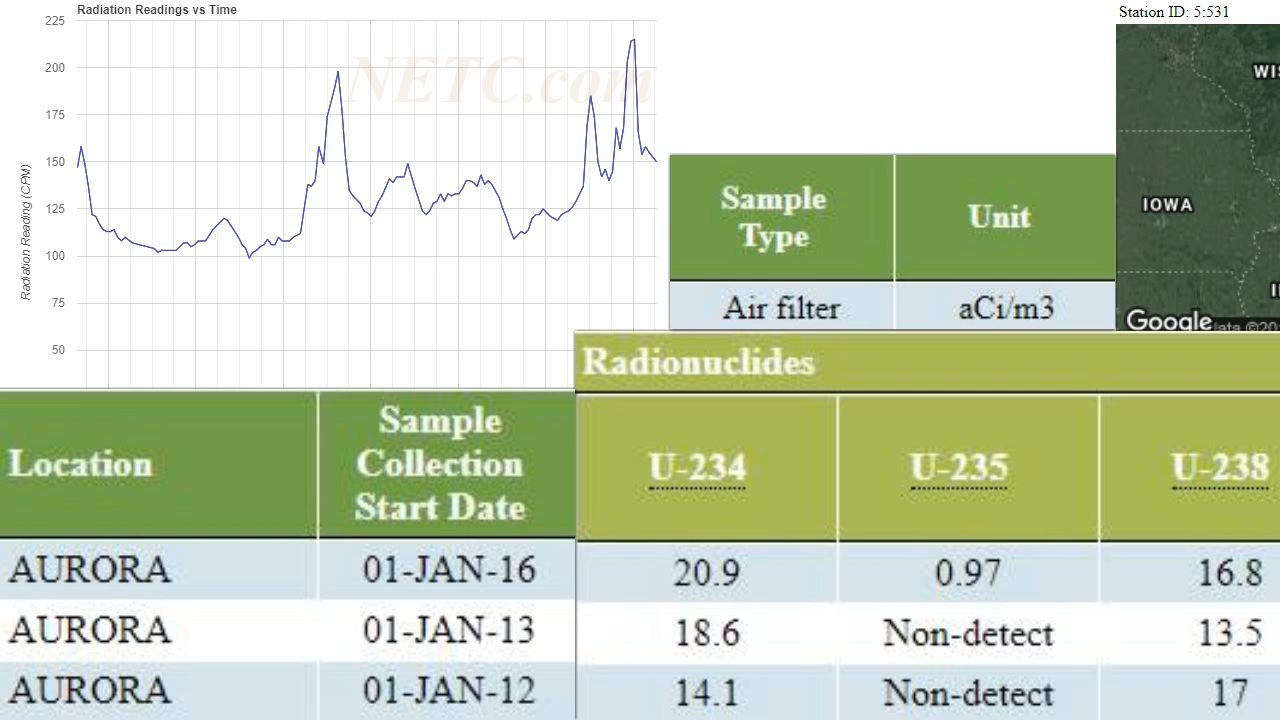 Radiation Readings vs Time
NETC.com
Radiation Reading (CPM)
225
200
175
150
125
100
75
50
Station ID: 5:531
IOWA
Google
Sample Type
Unit
Air filter
aCi/m3
Radionuclides
Location
Sample Collection Start Date
U-234
U-235
U-238
AURORA
01-JAN-16
20.9
0.97
16.8
AURORA
01-JAN-13
18.6
Non-detect
13.5
AURORA
01-JAN-12
14.1
Non-detect
17